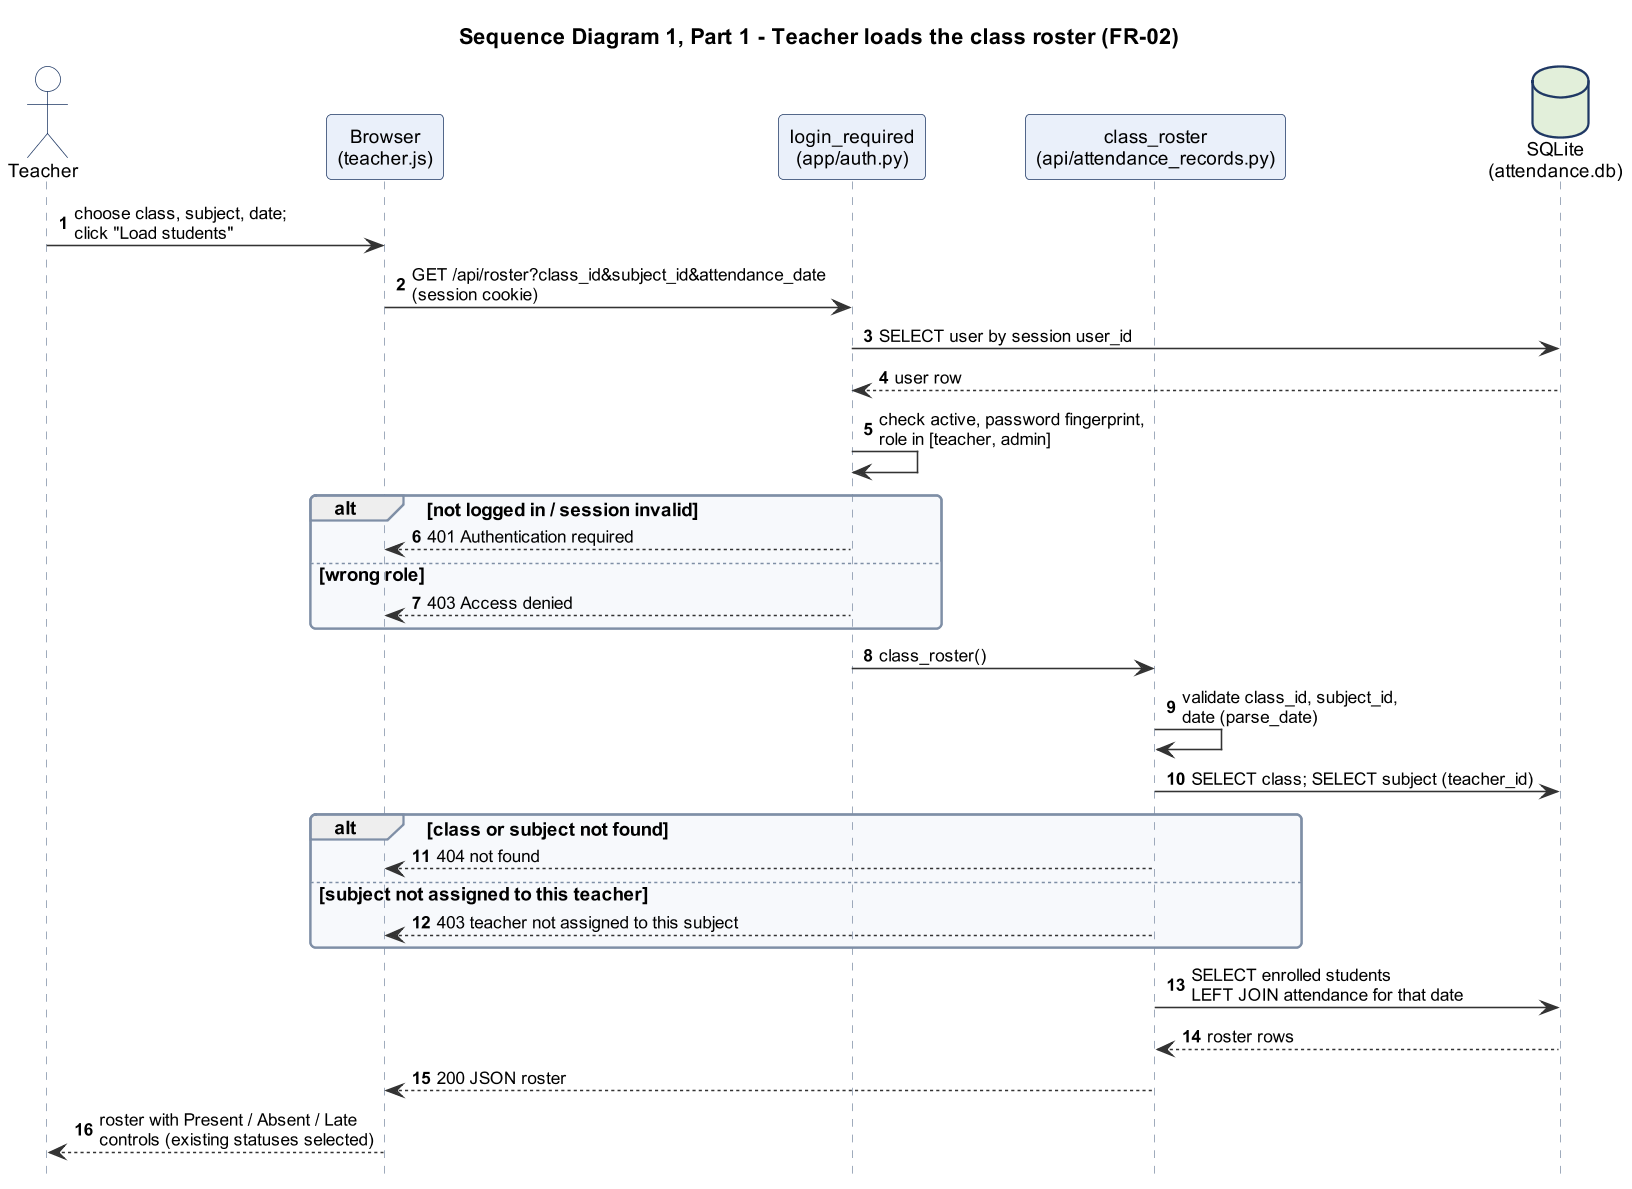 Sequence Diagram 1, Part 1 - Teacher loads the class roster (FR-02)
Teacher
Browser
(teacher.js)
login_required
(app/auth.py)
class_roster
(api/attendance_records.py)
SQLite
(attendance.db)
1 choose class, subject, date;
click "Load students"
2 GET /api/roster?class_id&subject_id&attendance_date
(session cookie)
3 SELECT user by session user_id
4 user row
5 check active, password fingerprint,
role in [teacher, admin]
alt [not logged in / session invalid]
6 401 Authentication required
[wrong role]
7 403 Access denied
8 class_roster()
9 validate class_id, subject_id,
date (parse_date)
10 SELECT class; SELECT subject (teacher_id)
alt [class or subject not found]
11 404 not found
[subject not assigned to this teacher]
12 403 teacher not assigned to this subject
13 SELECT enrolled students
LEFT JOIN attendance for that date
14 roster rows
15 200 JSON roster
16 roster with Present / Absent / Late
controls (existing statuses selected)